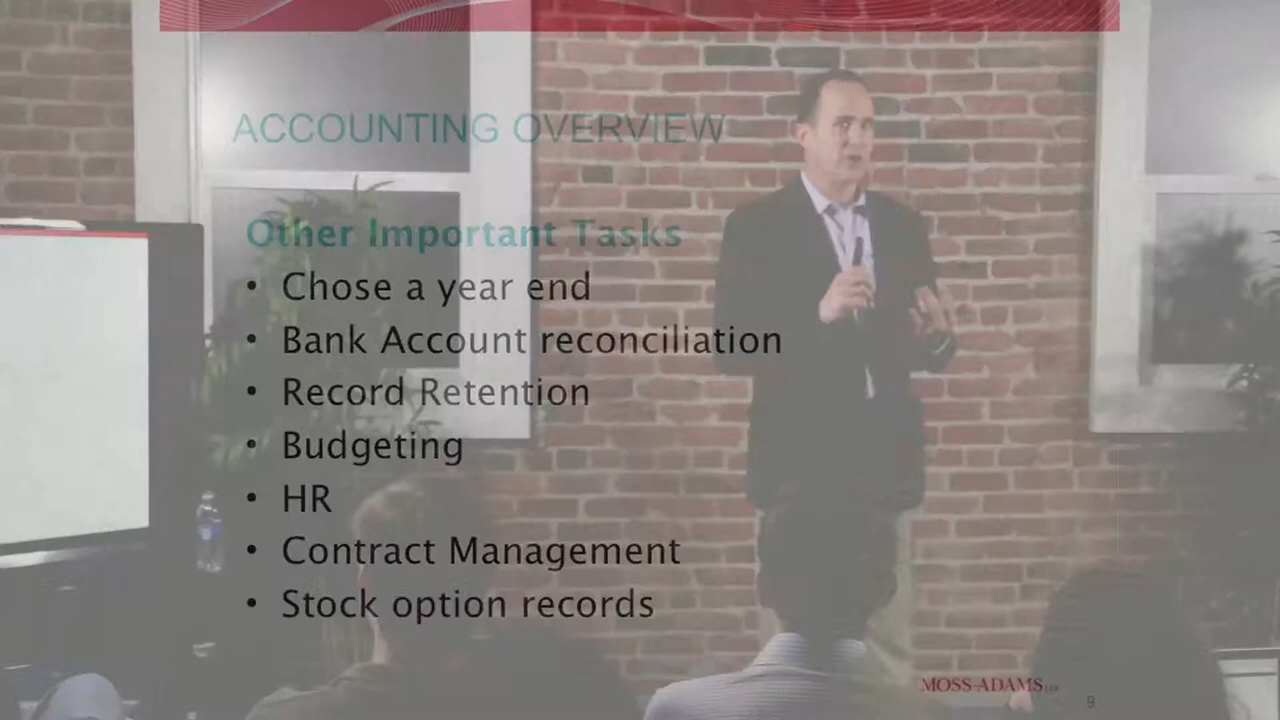 ACCOUNTING OVERVIEW
Other Important Tasks
• Chose a year end
• Bank Account reconciliation
• Record Retention
• Budgeting
• HR
• Contract Management
• Stock option records
MOSS ADAMS LLP
9